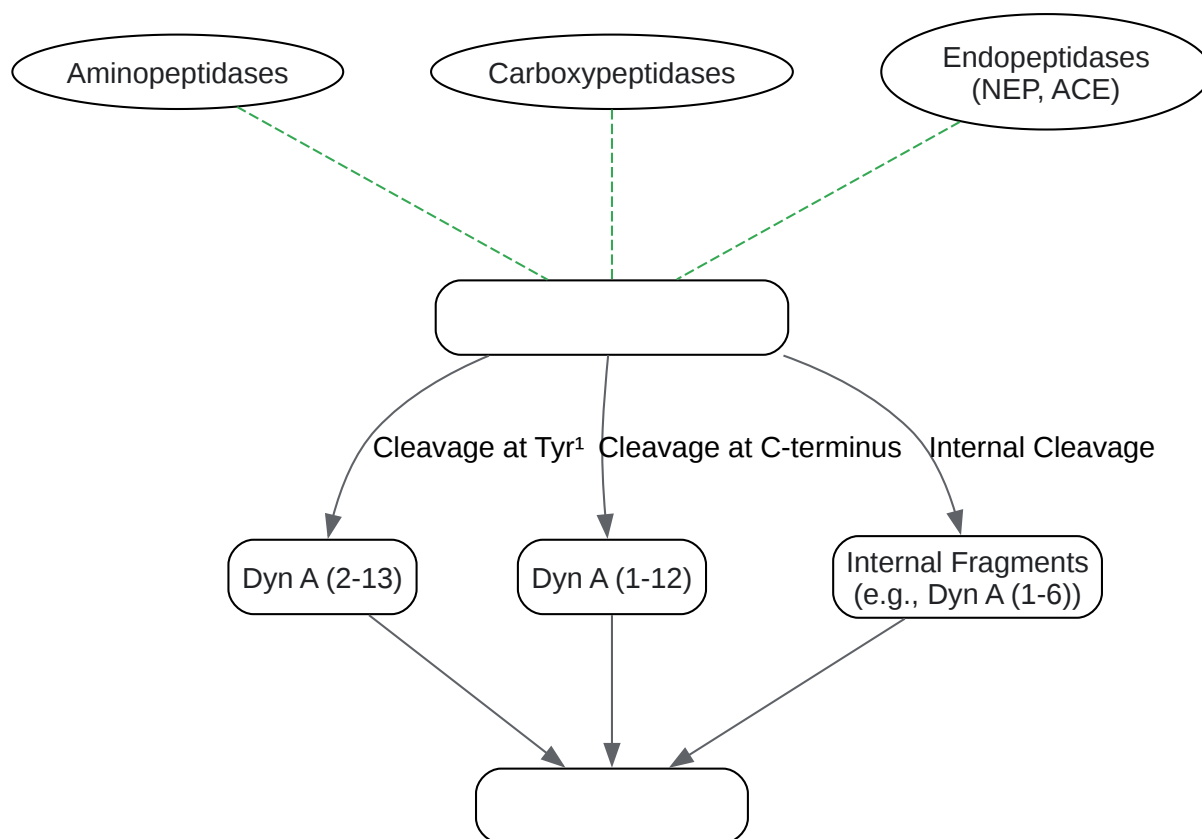 Aminopeptidases
Carboxypeptidases
Endopeptidases
(NEP, ACE)
Cleavage at Tyr¹
Cleavage at C-terminus
Internal Cleavage
Dyn A (2-13)
Dyn A (1-12)
Internal Fragments
(e.g., Dyn A (1-6))